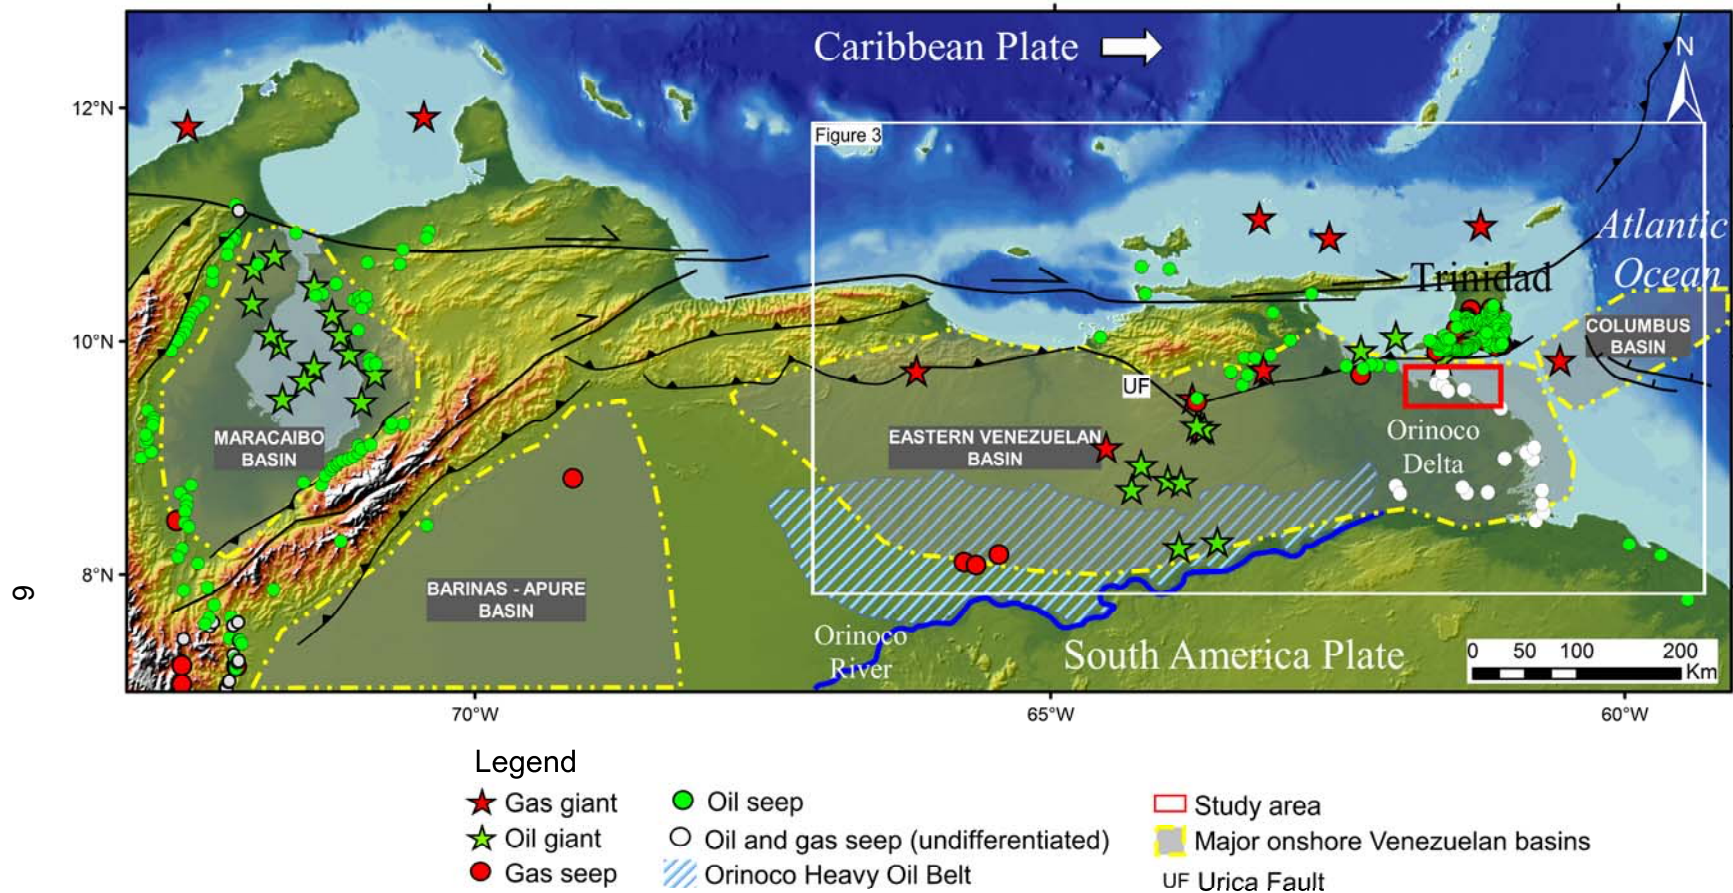 Caribbean Plate
N
12°N
Figure 3
Atlantic
Ocean
Trinidad
10°N
COLUMBUS
BASIN
UF
MARACAIBO
BASIN
EASTERN VENEZUELAN
BASIN
Orinoco
Delta
8°N
BARINAS - APURE
BASIN
6
Orinoco
River
South America Plate
0 50 100 200
Km
70°W
65°W
60°W
Legend
Gas giant
Oil giant
Gas seep
Oil seep
Oil and gas seep (undifferentiated)
Orinoco Heavy Oil Belt
Study area
Major onshore Venezuelan basins
UF Urica Fault